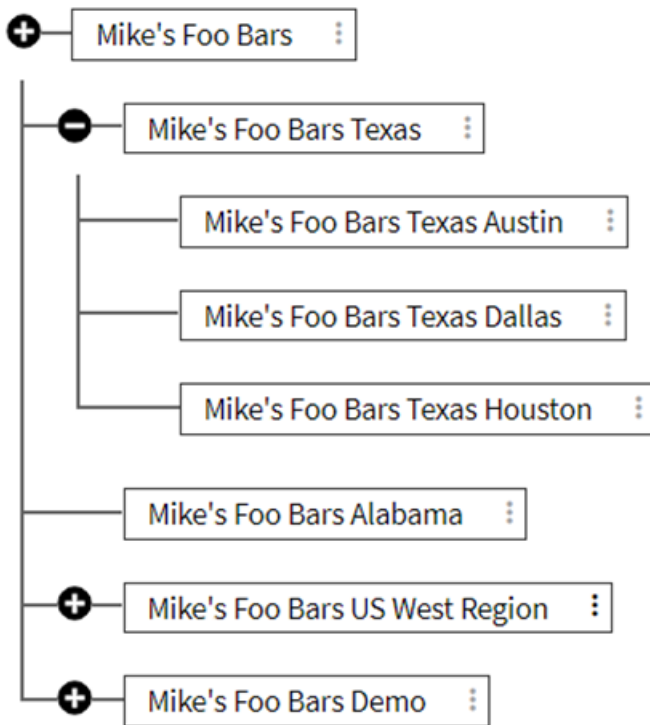 Mike's Foo Bars
Mike's Foo Bars Texas
Mike's Foo Bars Texas Austin
Mike's Foo Bars Texas Dallas
Mike's Foo Bars Texas Houston
Mike's Foo Bars Alabama
Mike's Foo Bars US West Region
Mike's Foo Bars Demo